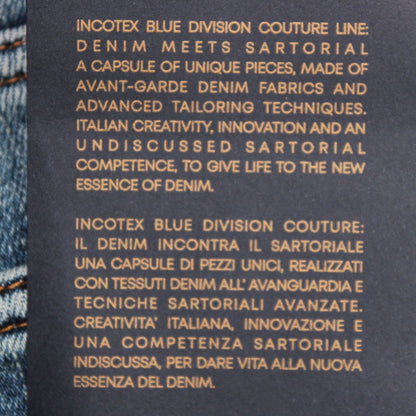 INCOTEX BLUE DIVISION COUTURE LINE:
DENIM MEETS SARTORIAL
A CAPSULE OF UNIQUE PIECES, MADE OF
AVANT-GARDE DENIM FABRICS AND
ADVANCED TAILORING TECHNIQUES.
ITALIAN CREATIVITY, INNOVATION AND AN
UNDISCUSSED SARTORIAL
COMPETENCE, TO GIVE LIFE TO THE NEW
ESSENCE OF DENIM.
INCOTEX BLUE DIVISION COUTURE:
IL DENIM INCONTRA IL SARTORIALE
UNA CAPSULE DI PEZZI UNICI, REALIZZATI
CON TESSUTI DENIM ALL' AVANGUARDIA E
TECNICHE SARTORIALI AVANZATE.
CREATIVITA' ITALIANA, INNOVAZIONE E
UNA COMPETENZA SARTORIALE
INDISCUSSA, PER DARE VITA ALLA NUOVA
ESSENZA DEL DENIM.